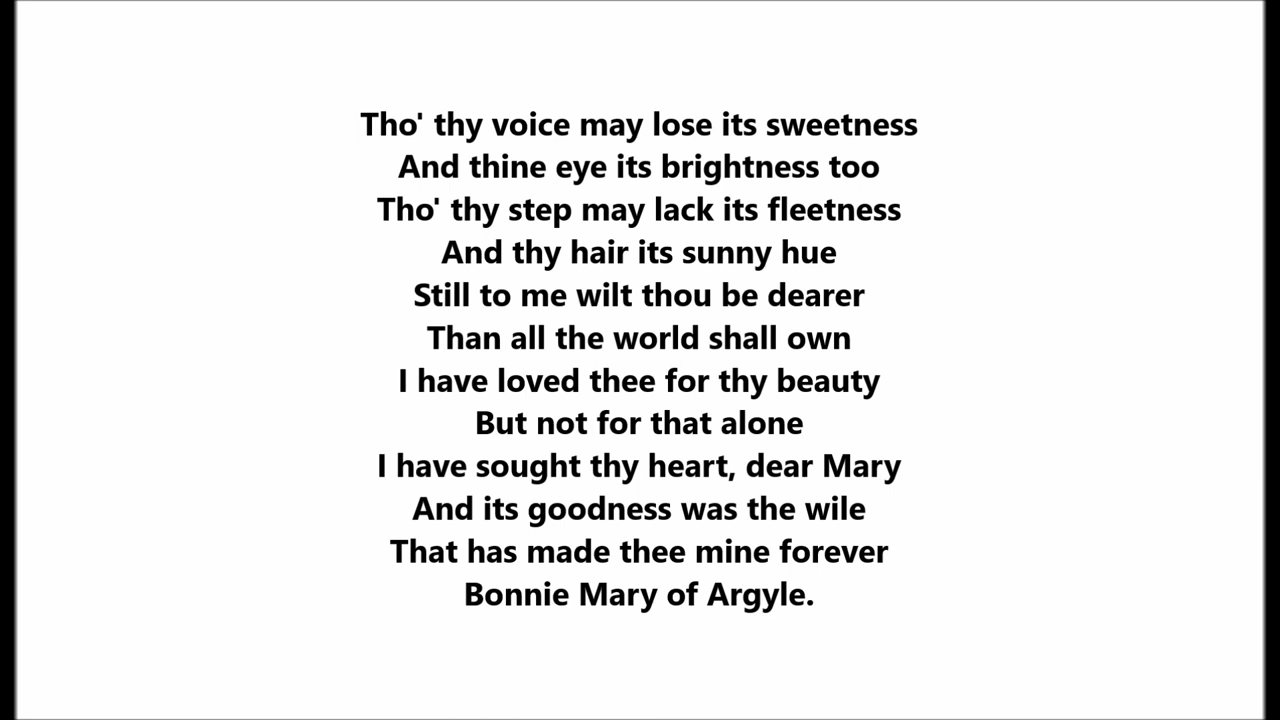 Tho' thy voice may lose its sweetness
And thine eye its brightness too
Tho' thy step may lack its fleetness
And thy hair its sunny hue
Still to me wilt thou be dearer
Than all the world shall own
I have loved thee for thy beauty
But not for that alone
I have sought thy heart, dear Mary
And its goodness was the wile
That has made thee mine forever
Bonnie Mary of Argyle.